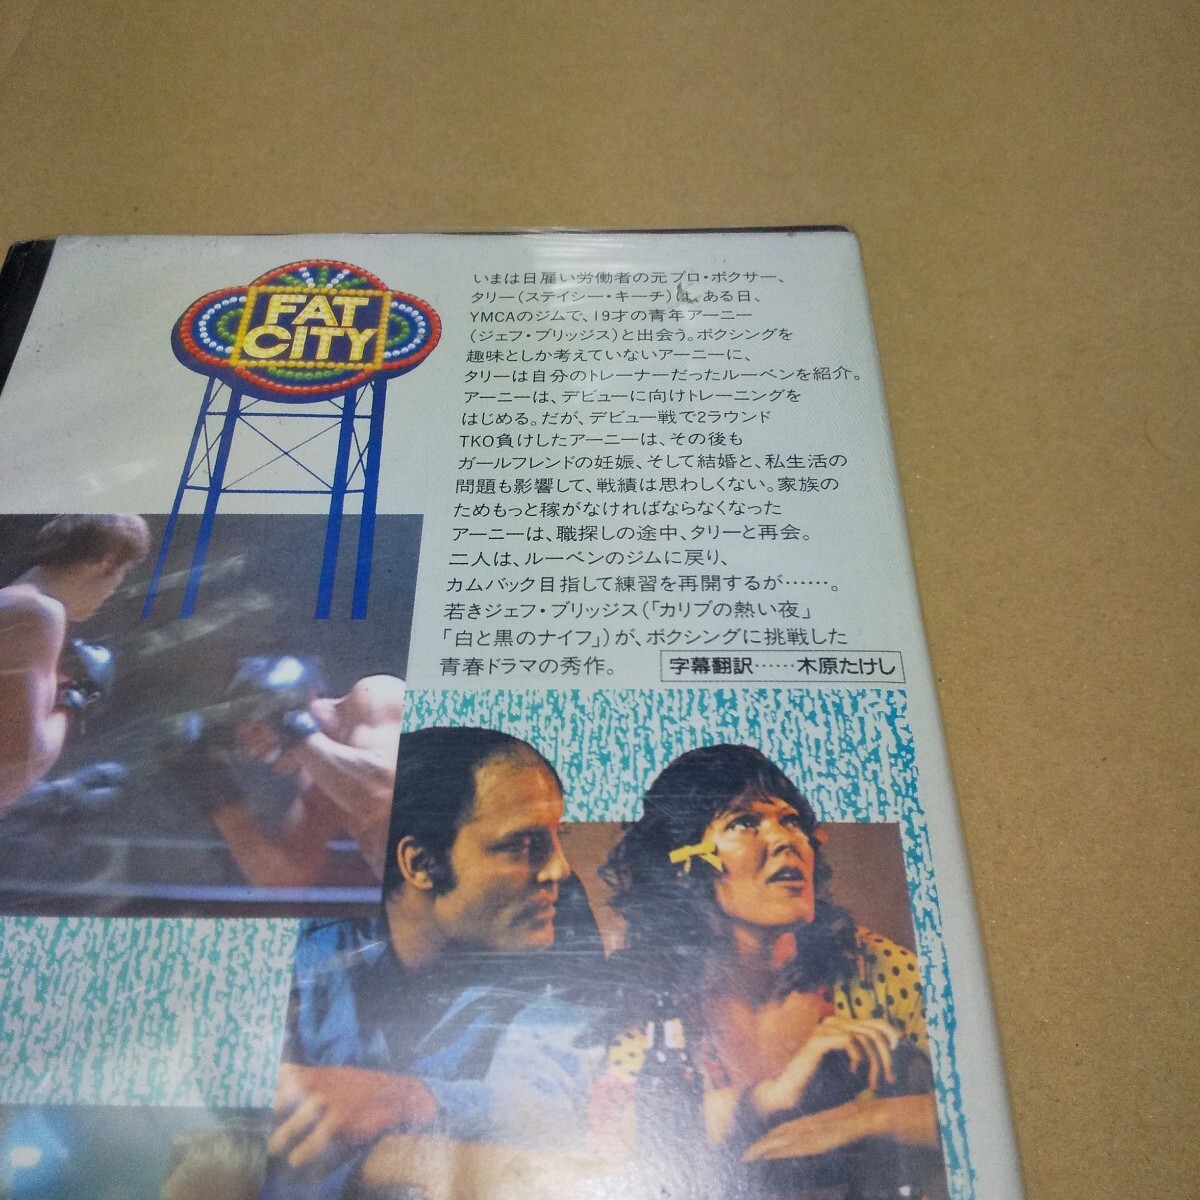 FAT
CITY
いまは日雇い労働者の元プロ・ボクサー、
タリー(ステイシー・キーチ)は、ある日、
YMCAのジムで、19才の青年アーニー
(ジェフ・ブリッジス)と出会う。ボクシングを
趣味としか考えていないアーニーに、
タリーは自分のトレーナーだったルーベンを紹介。
アーニーは、デビューに向けトレーニングを
はじめる。だが、デビュー戦で2ラウンド
TKO負けしたアーニーは、その後も
ガールフレンドの妊娠、そして結婚と、私生活の
問題も影響して、戦績は思わしくない。家族の
ためもっと稼がなければならなくなった
アーニーは、職探しの途中、タリーと再会。
二人は、ルーベンのジムに戻り、
カムバック目指して練習を再開するが……。
若きジェフ・ブリッジス(「カリブの熱い夜」
「白と黒のナイフ」)が、ボクシングに挑戦した
青春ドラマの秀作。 字幕翻訳……木原たけし